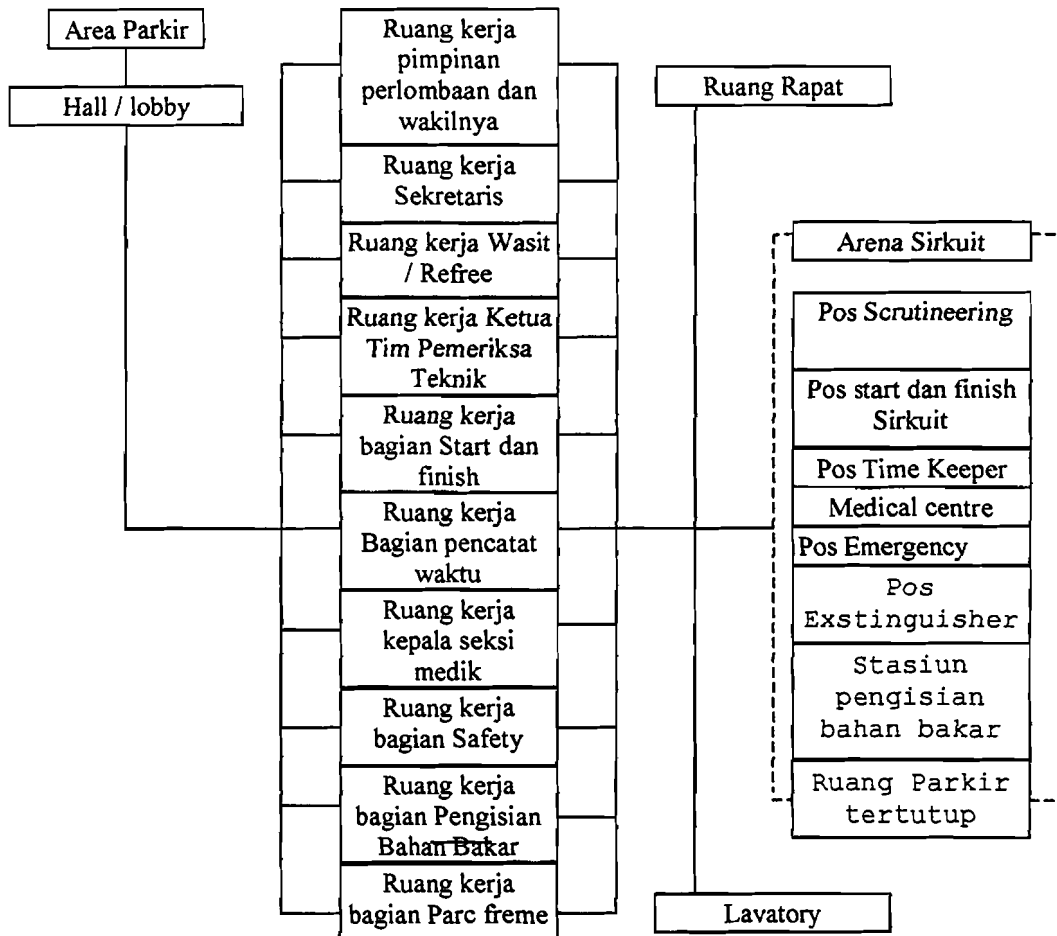 Area Parkir
Hall / lobby
Ruang kerja
pimpinan
perlombaan dan
wakilnya
Ruang kerja
Sekretaris
Ruang kerja Wasit
/ Refree
Ruang kerja Ketua
Tim Pemeriksa
Teknik
Ruang kerja
bagian Start dan
finish
Ruang kerja
Bagian pencatat
waktu
Ruang kerja
kepala seksi
medik
Ruang kerja
bagian Safety
Ruang kerja
bagian Pengisian
Bahan Bakar
Ruang kerja
bagian Parc freme
Ruang Rapat
Lavatory
Arena Sirkuit
Pos Scrutineering
Pos start dan finish
Sirkuit
Pos Time Keeper
Medical centre
Pos Emergency
Pos
Exstinguisher
Stasiun
pengisian
bahan bakar
Ruang Parkir
tertutup